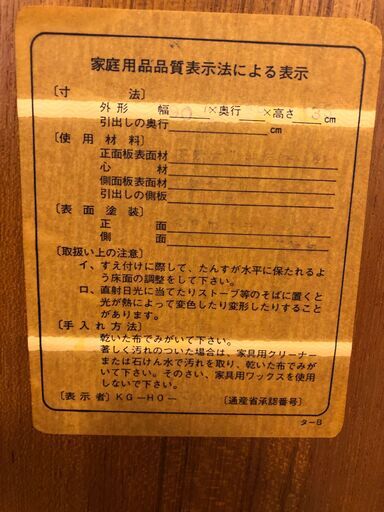 家庭用品品質表示法による表示
〔寸 法〕
外形 幅 ×奥行 ×高さ cm
引出しの奥行 cm
〔使用材料〕
正面板表面材
心材
側面板表面材
引出しの側板
〔表面塗装〕
正面
側面
〔取扱い上の注意〕
イ、すえ付けに際して、たんすが水平に保たれるよ
う床面の調整をして下さい。
ロ、直射日光に当てたりストーブ等のそばに置くと
光が熱によって変色したり変形したりすること
があります。
〔手入れ方法〕
乾いた布でみがいて下さい。
著しく汚れのついた場合は、家具用クリーナー
または石けん水で汚れを取り、乾いた布でみが
いて下さい。そのさい、家具用ワックスを使用
しないで下さい。
〔表示者〕KG-HO- 〔通産省承認番号〕
ターB